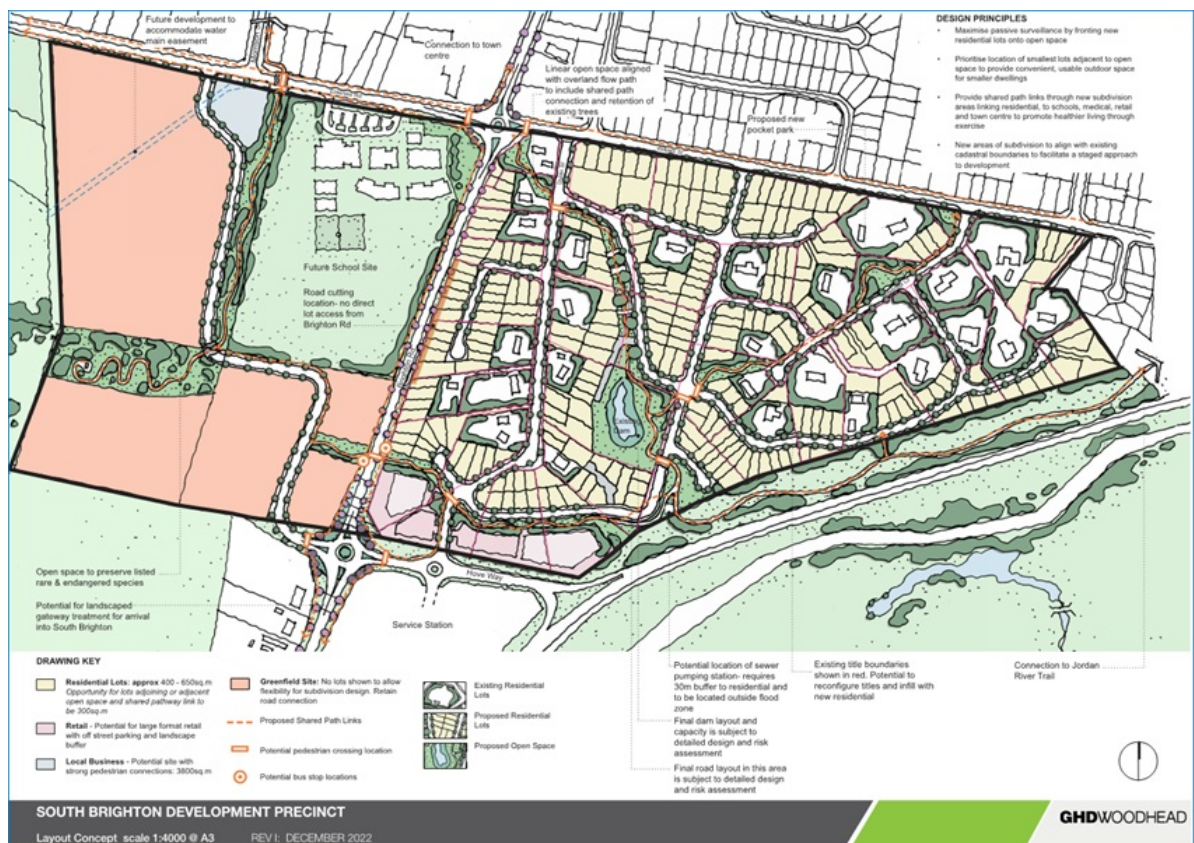 Future development to
accommodate water
main easement
Connection to town
centre
Linear open space aligned
with overland flow path
to include shared path
connection and retention of
existing trees
Proposed new
pocket park
DESIGN PRINCIPLES
• Maximise passive surveillance by fronting new
residential lots onto open space
• Prioritise location of smallest lots adjacent to open
space to provide convenient, usable outdoor space
for smaller dwellings
• Provide shared path links through new subdivision
areas linking residential, to schools, medical, retail
and town centre to promote healthier living through
exercise
• New areas of subdivision to align with existing
cadastral boundaries to facilitate a staged approach
to development
Future School Site
Road cutting
location- no direct
lot access from
Brighton Rd
Existing
Dam
Open space to preserve listed
rare & endangered species
Potential for landscaped
gateway treatment for arrival
into South Brighton
Hove Way
Service Station
DRAWING KEY
Residential Lots: approx 400 - 650sq.m
Opportunity for lots adjoining or adjacent
open space and shared pathway link to
be 300sq.m
Retail - Potential for large format retail
with off street parking and landscape
buffer
Local Business - Potential site with
strong pedestrian connections: 3800sq.m
Greenfield Site: No lots shown to allow
flexibility for subdivision design. Retain
road connection
Proposed Shared Path Links
Potential pedestrian crossing location
Potential bus stop locations
Existing Residential
Lots
Proposed Residential
Lots
Proposed Open Space
Potential location of sewer
pumping station- requires
30m buffer to residential and
to be located outside flood
zone
Final dam layout and
capacity is subject to
detailed design and risk
assessment
Final road layout in this area
is subject to detailed design
and risk assessment
Existing title boundaries
shown in red. Potential to
reconfigure titles and infill with
new residential
Connection to Jordan
River Trail
SOUTH BRIGHTON DEVELOPMENT PRECINCT
Layout Concept scale 1:4000 @ A3 REV I: DECEMBER 2022
GHDWOODHEAD